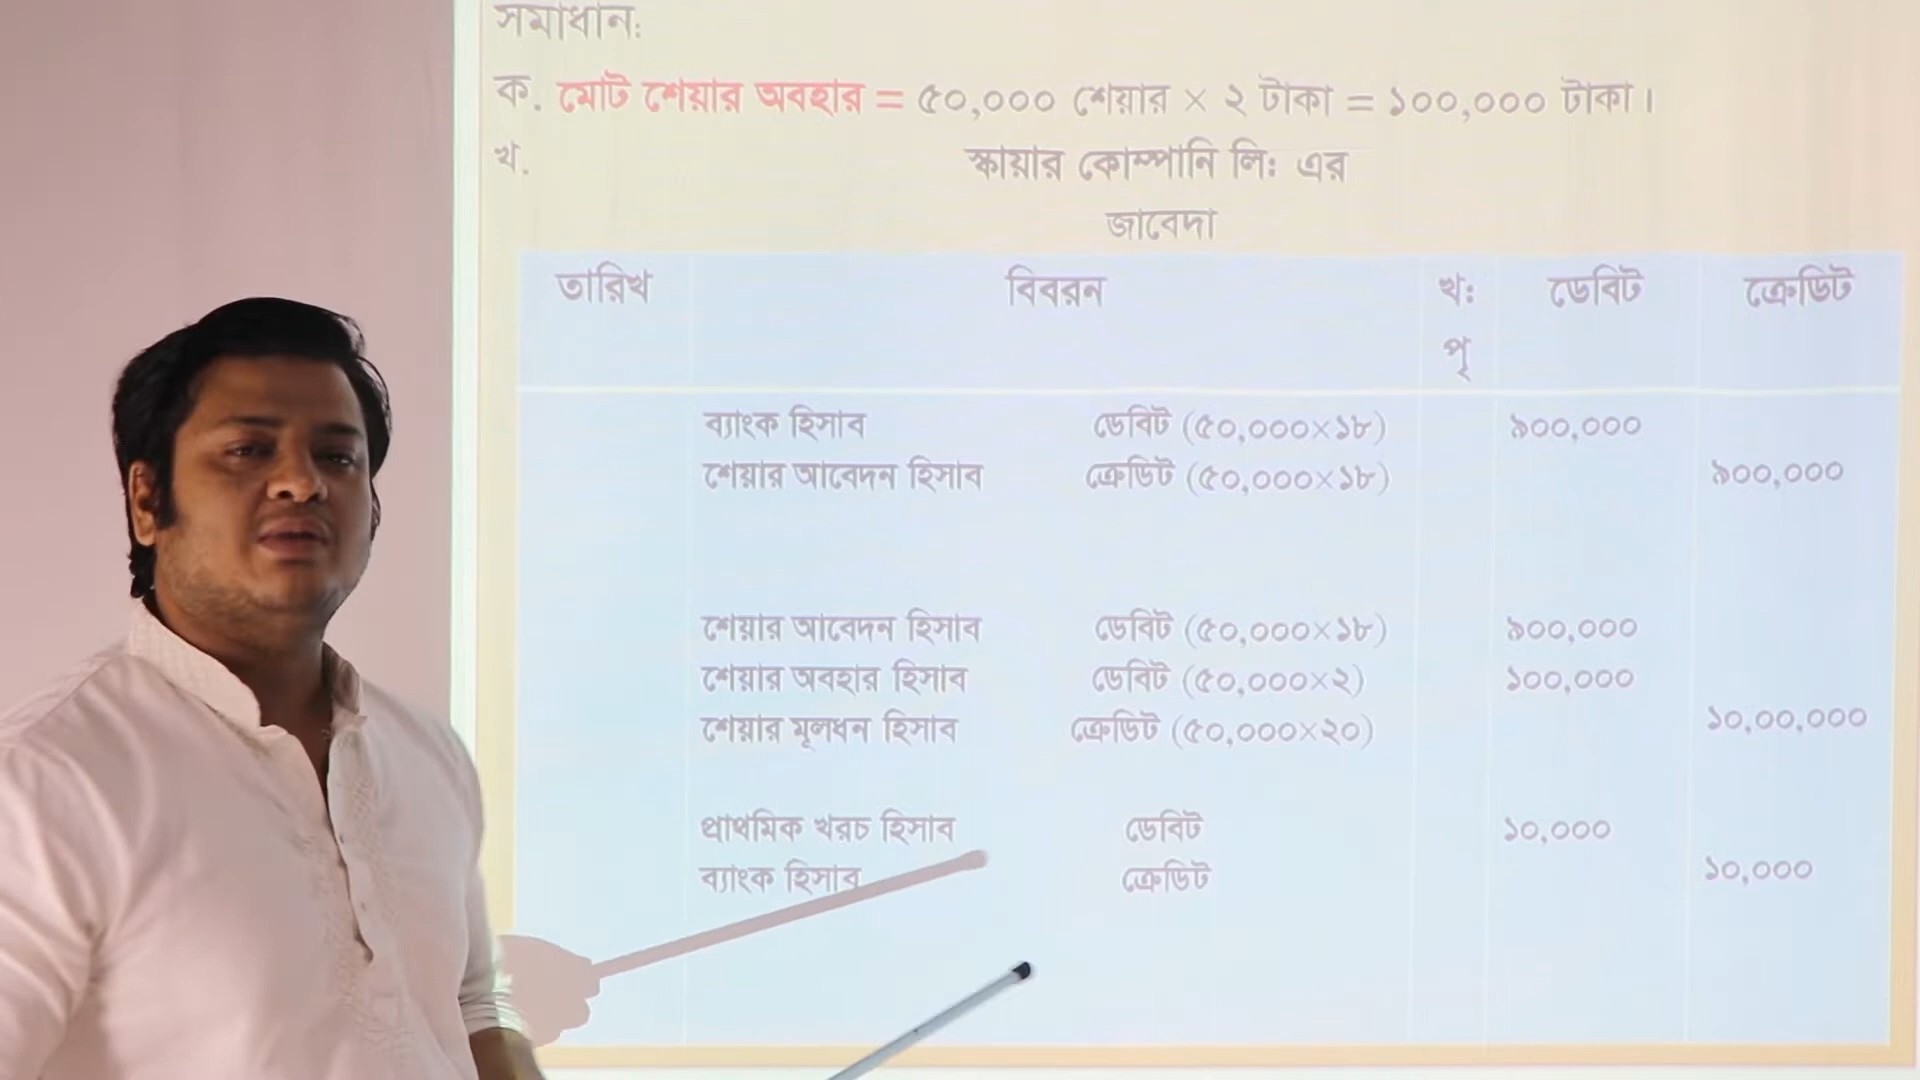 সমাধান:
ক. মোট শেয়ার অবহার = ৫০,০০০ শেয়ার × ২ টাকা = ১০০,০০০ টাকা।
খ. স্কায়ার কোম্পানি লিঃ এর
জাবেদা
তারিখ বিবরন খঃ পৃ ডেবিট ক্রেডিট
ব্যাংক হিসাব ডেবিট (৫০,০০০×১৮) ৯০০,০০০
শেয়ার আবেদন হিসাব ক্রেডিট (৫০,০০০×১৮) ৯০০,০০০
শেয়ার আবেদন হিসাব ডেবিট (৫০,০০০×১৮) ৯০০,০০০
শেয়ার অবহার হিসাব ডেবিট (৫০,০০০×২) ১০০,০০০
শেয়ার মূলধন হিসাব ক্রেডিট (৫০,০০০×২০) ১০,০০,০০০
প্রাথমিক খরচ হিসাব ডেবিট ১০,০০০
ব্যাংক হিসাব ক্রেডিট ১০,০০০